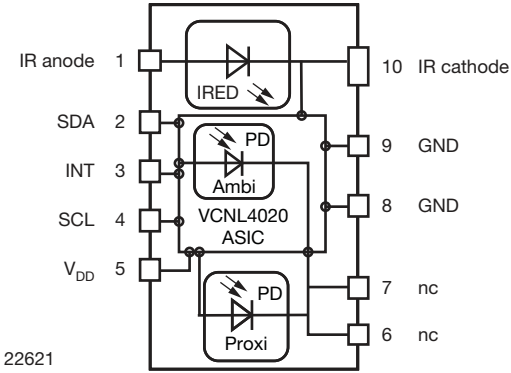 IR anode 1
10 IR cathode
IRED
SDA 2
PD
9 GND
INT 3
Ambi
8 GND
SCL 4
VCNL4020
ASIC
VDD 5
PD
7 nc
Proxi
6 nc
22621